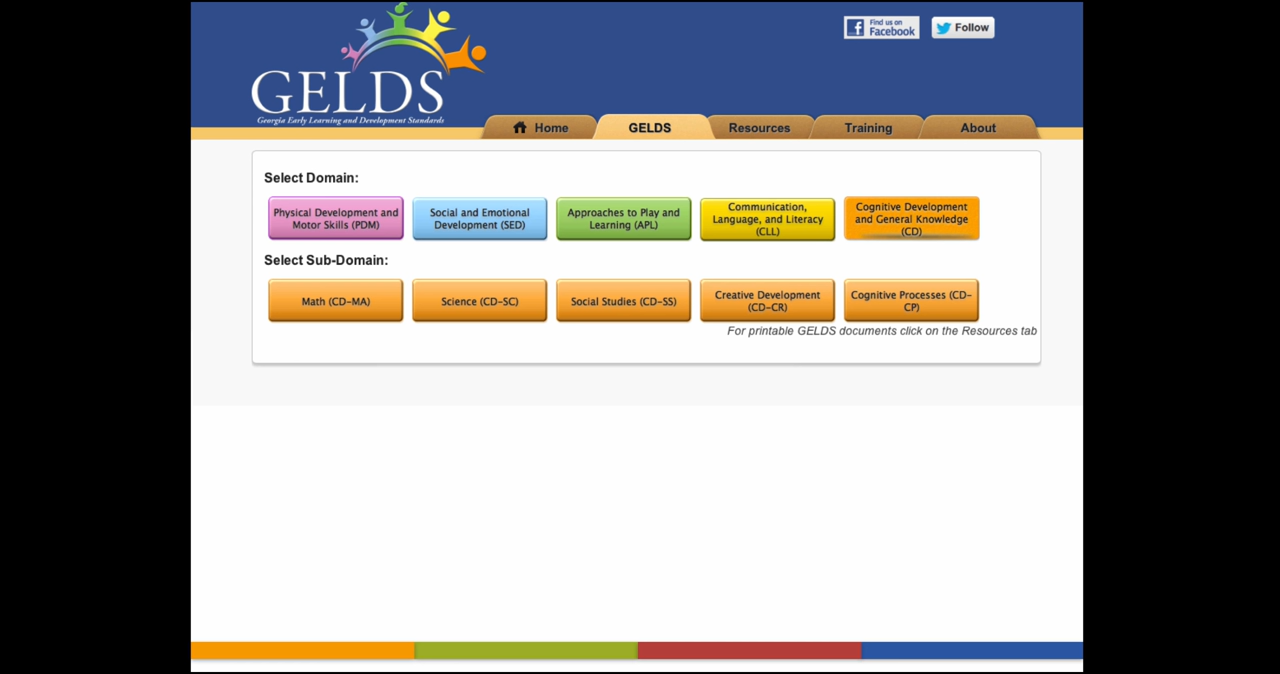 Find us on
Facebook
Follow
GELDS
Georgia Early Learning and Development Standards
Home
GELDS
Resources
Training
About
Select Domain:
Physical Development and
Motor Skills (PDM)
Social and Emotional
Development (SED)
Approaches to Play and
Learning (APL)
Communication,
Language, and Literacy
(CLL)
Cognitive Development
and General Knowledge
(CD)
Select Sub-Domain:
Math (CD-MA)
Science (CD-SC)
Social Studies (CD-SS)
Creative Development
(CD-CR)
Cognitive Processes (CD-
CP)
For printable GELDS documents click on the Resources tab